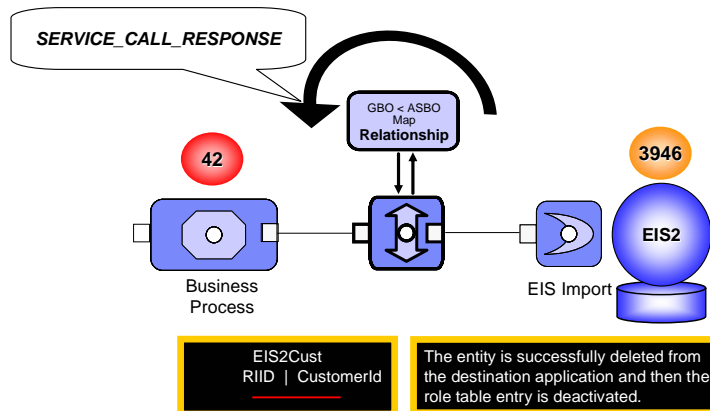 SERVICE_CALL_RESPONSE
GBO < ASBO
Map
Relationship
42
3946
EIS2
Business
Process
EIS Import
EIS2Cust
RIID | CustomerId
The entity is successfully deleted from
the destination application and then the
role table entry is deactivated.